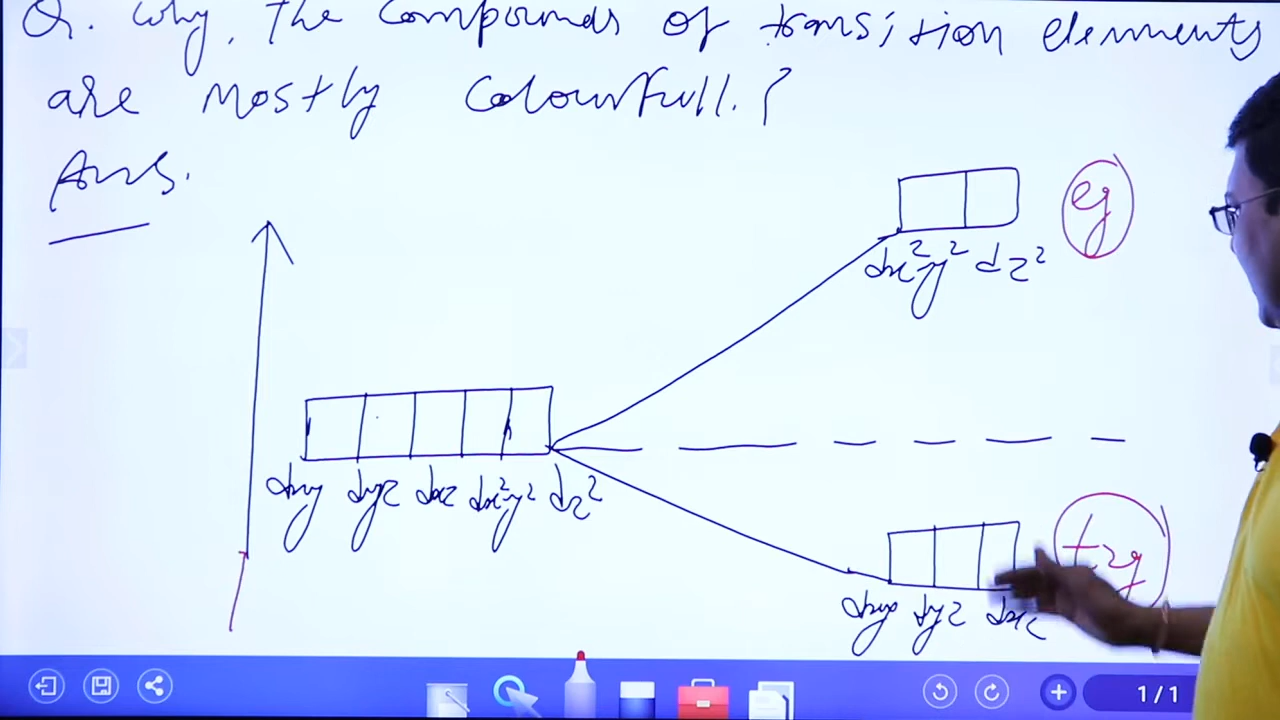 Q. Why, The Compounds of transition elements
are mostly Colourfull.?
Ans.
eg
dx²-y² dz²
dxy dyz dxz dx²-y² dz²
t2g
dxy dyz dxz
1/1